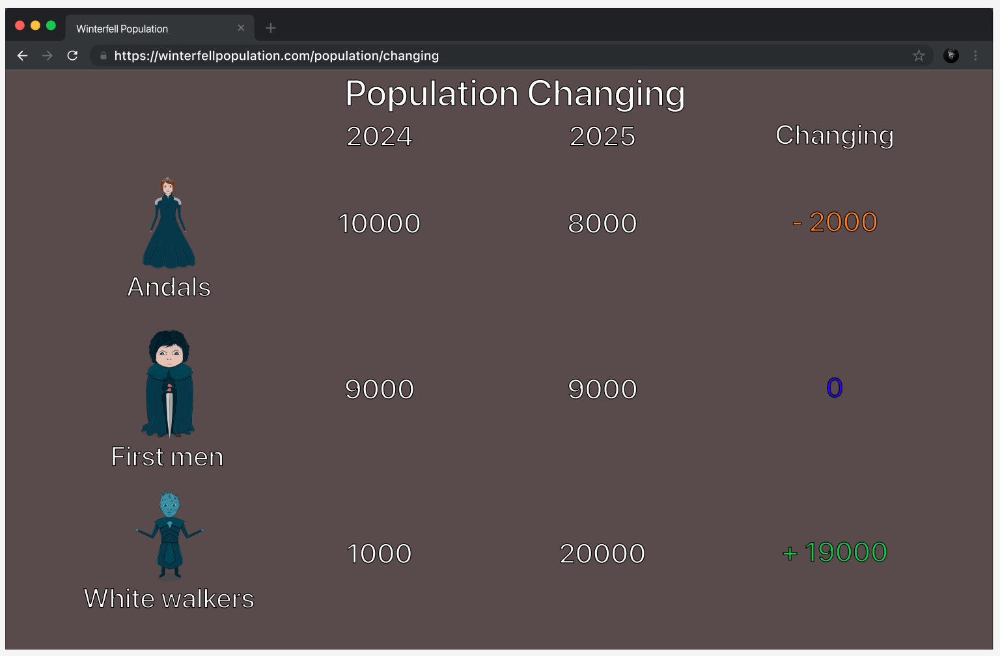 Winterfell Population
https://winterfellpopulation.com/population/changing
Population Changing
2024 2025 Changing
10000 8000 - 2000
Andals
9000 9000 0
First men
1000 20000 + 19000
White walkers